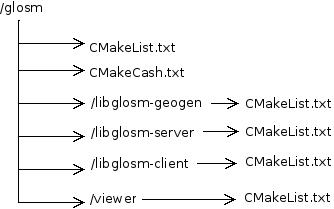 /glosm
CMakeList.txt
CMakeCash.txt
/libglosm-geogen CMakeList.txt
/libglosm-server CMakeList.txt
/libglosm-client CMakeList.txt
/viewer CMakeList.txt